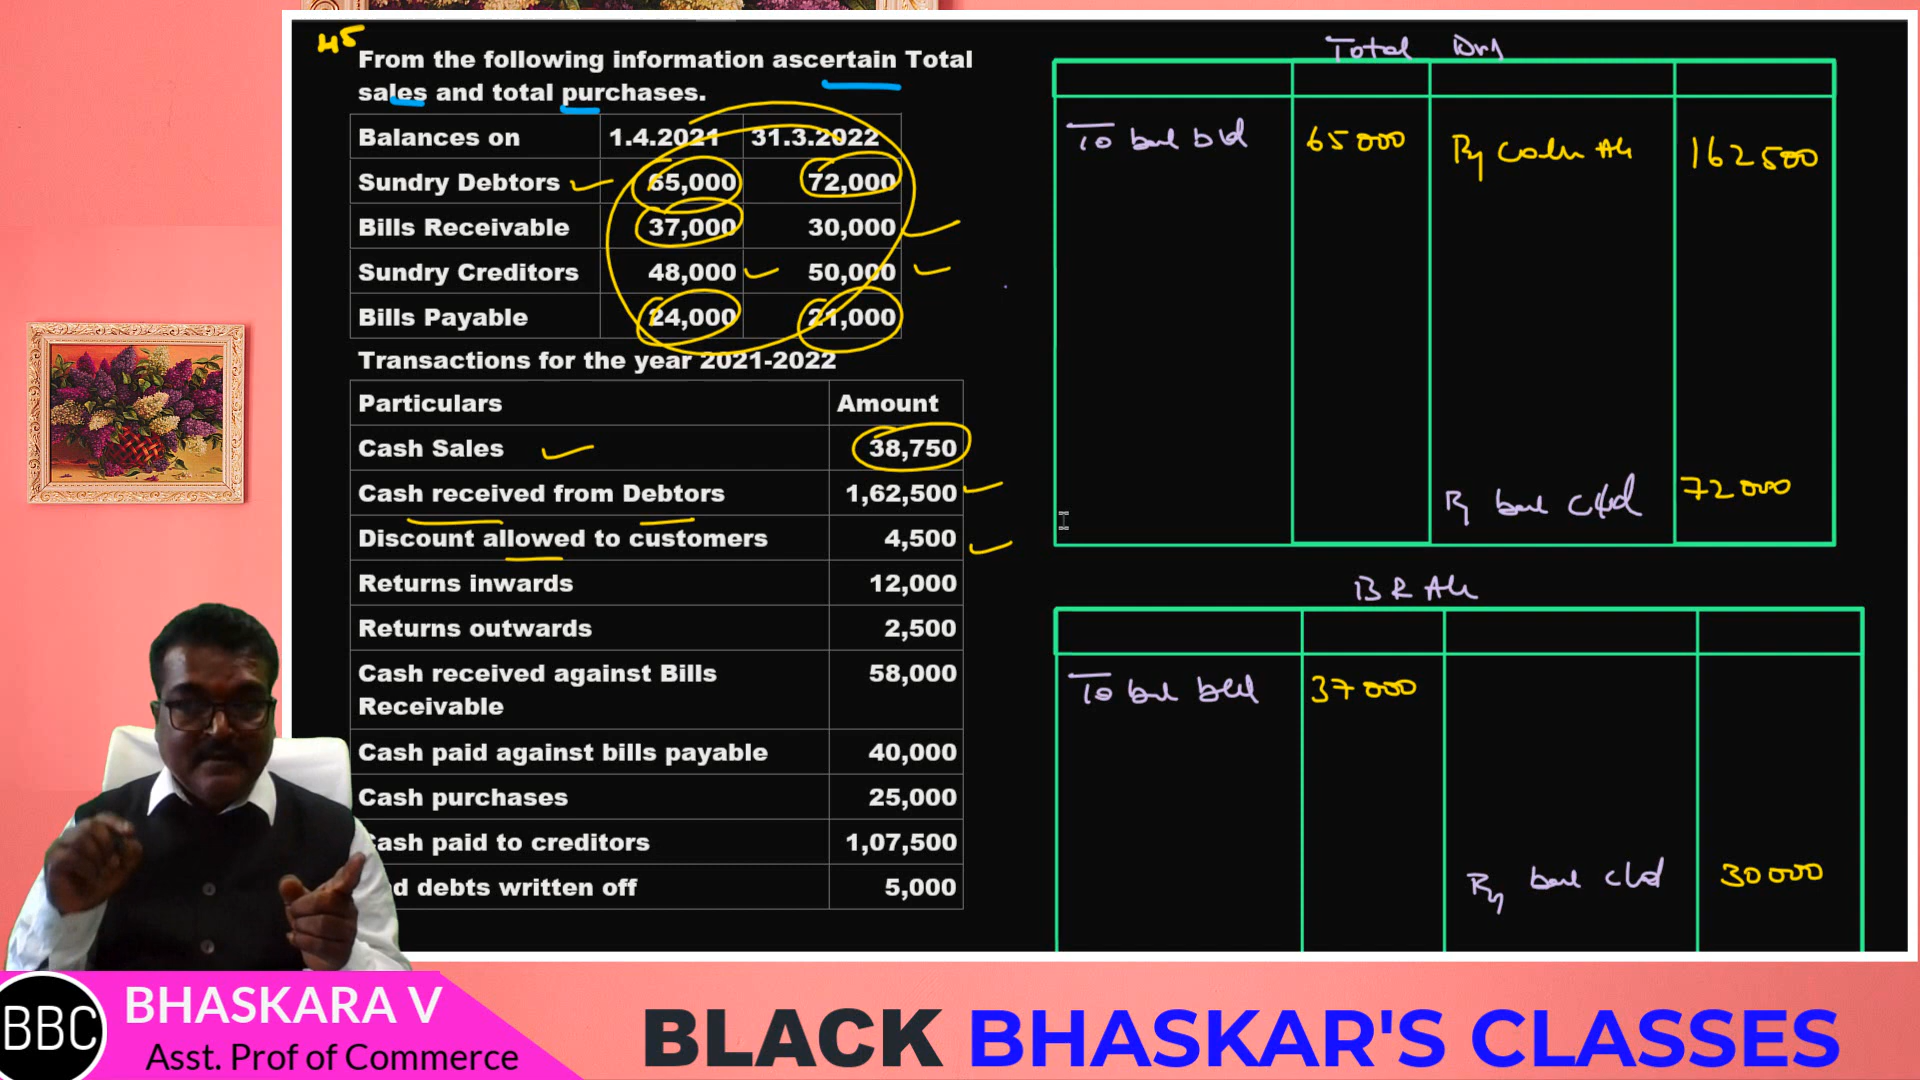 45
From the following information ascertain Total
sales and total purchases.
Balances on 1.4.2021 31.3.2022
Sundry Debtors 65,000 72,000
Bills Receivable 37,000 30,000
Sundry Creditors 48,000 50,000
Bills Payable 24,000 21,000
Transactions for the year 2021-2022
Particulars Amount
Cash Sales 38,750
Cash received from Debtors 1,62,500
Discount allowed to customers 4,500
Returns inwards 12,000
Returns outwards 2,500
Cash received against Bills 58,000
Receivable
Cash paid against bills payable 40,000
Cash purchases 25,000
Cash paid to creditors 1,07,500
d debts written off 5,000
Total Drs
To bal b/d 65000 By Cash A/c 162500
By bal c/d 72000
BR A/c
To bal b/d 37000
By bal c/d 30000
BBC
BHASKARA V
Asst. Prof of Commerce
BLACK BHASKAR'S CLASSES